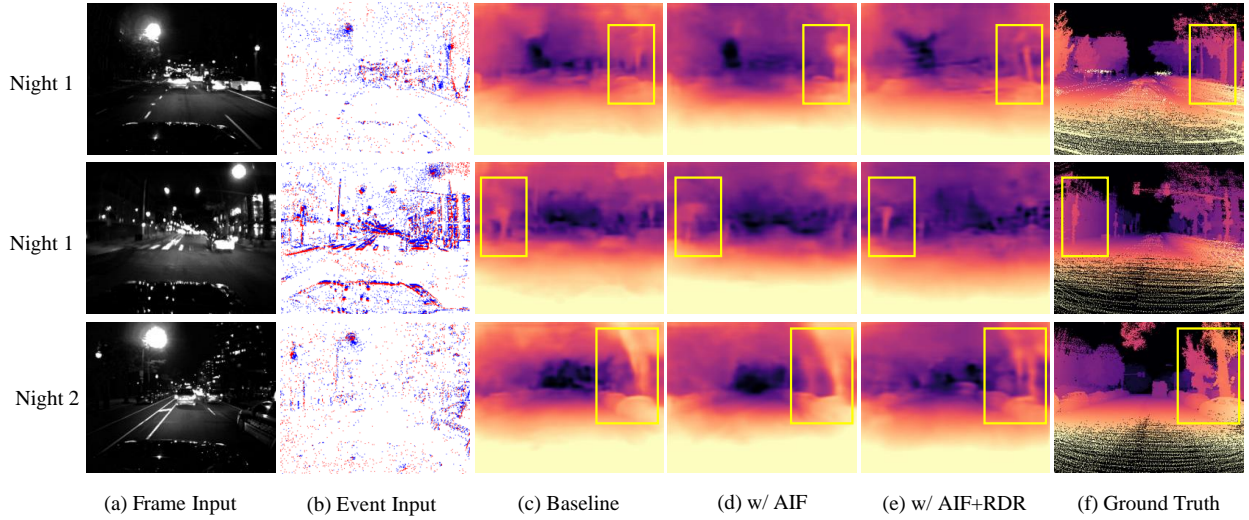 Night 1
Night 1
Night 2
(a) Frame Input (b) Event Input (c) Baseline (d) w/ AIF (e) w/ AIF+RDR (f) Ground Truth